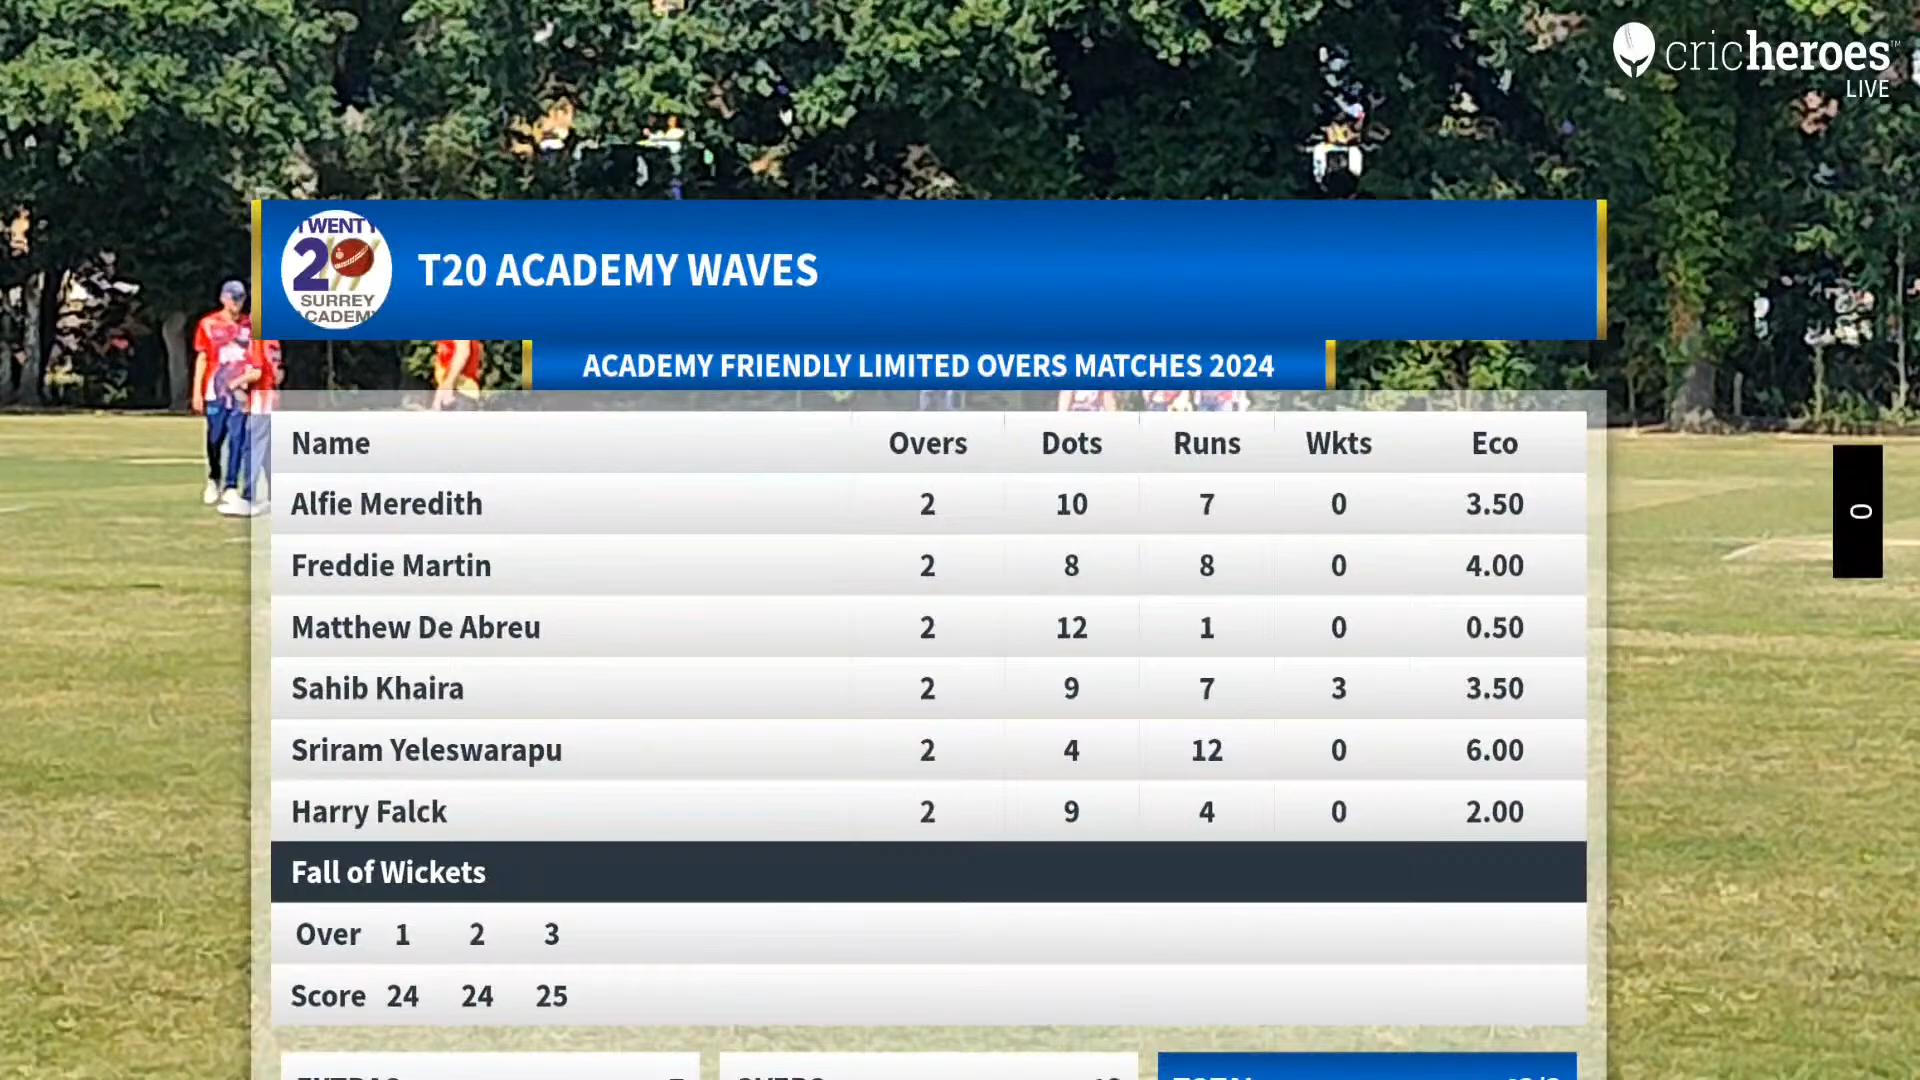 cricheroes™
LIVE
TWENTY
20
SURREY
ACADEMY
T20 ACADEMY WAVES
ACADEMY FRIENDLY LIMITED OVERS MATCHES 2024
Name Overs Dots Runs Wkts Eco
Alfie Meredith 2 10 7 0 3.50
Freddie Martin 2 8 8 0 4.00
Matthew De Abreu 2 12 1 0 0.50
Sahib Khaira 2 9 7 3 3.50
Sriram Yeleswarapu 2 4 12 0 6.00
Harry Falck 2 9 4 0 2.00
0
Fall of Wickets
Over 1 2 3
Score 24 24 25
EXTRAS OVERS TOTAL